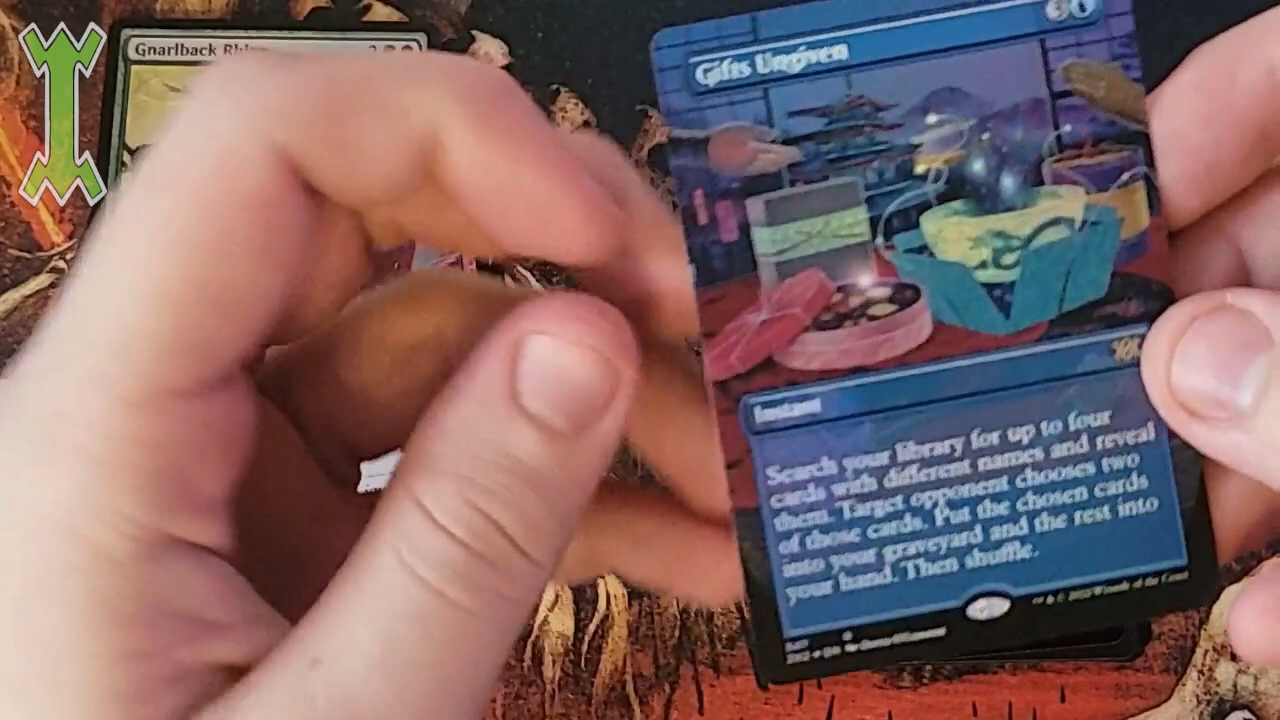 Gnarlback
Gifts Ungiven
Instant
Search your library for up to four
cards with different names and reveal
them. Target opponent chooses two
of those cards. Put the chosen cards
into your graveyard and the rest into
your hand. Then shuffle.